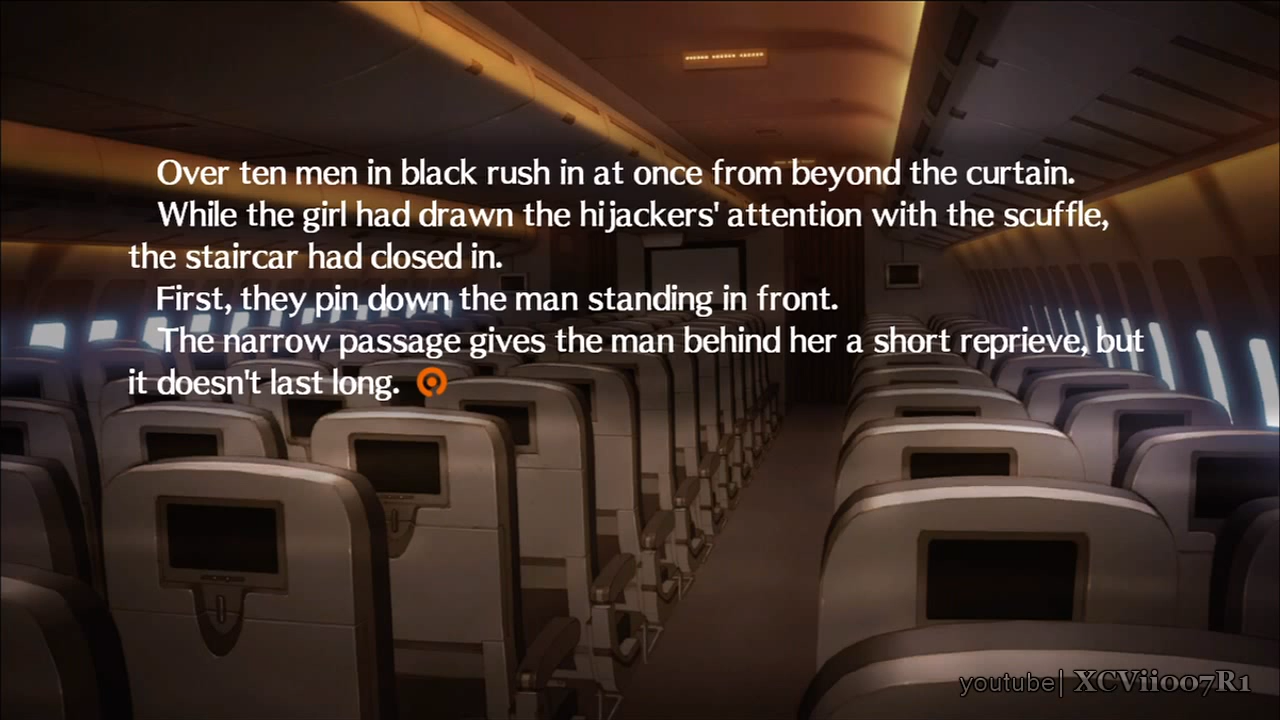 Over ten men in black rush in at once from beyond the curtain.
While the girl had drawn the hijackers' attention with the scuffle,
the staircar had closed in.
First, they pin down the man standing in front.
The narrow passage gives the man behind her a short reprieve, but
it doesn't last long.
youtube| XCVii007R1